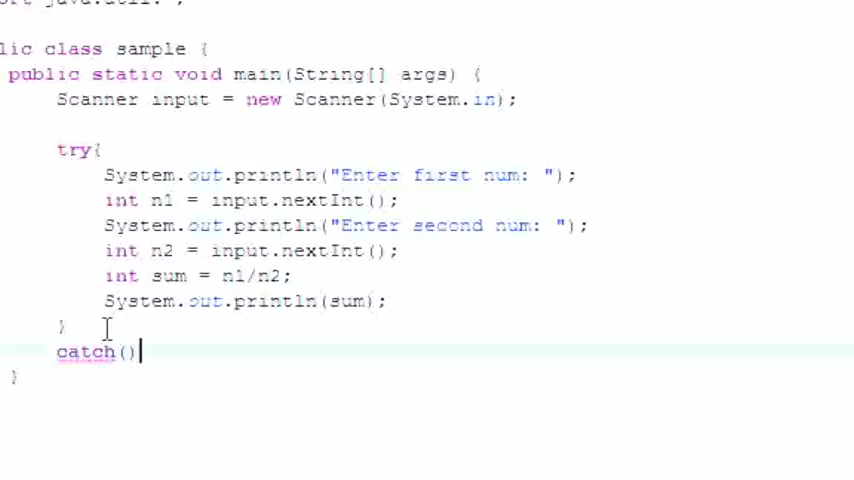 java.util.*;
lic class sample {
public static void main(String[] args) {
Scanner input = new Scanner(System.in);
try{
System.out.println("Enter first num: ");
int n1 = input.nextInt();
System.out.println("Enter second num: ");
int n2 = input.nextInt();
int sum = n1/n2;
System.out.println(sum);
}
catch()
}